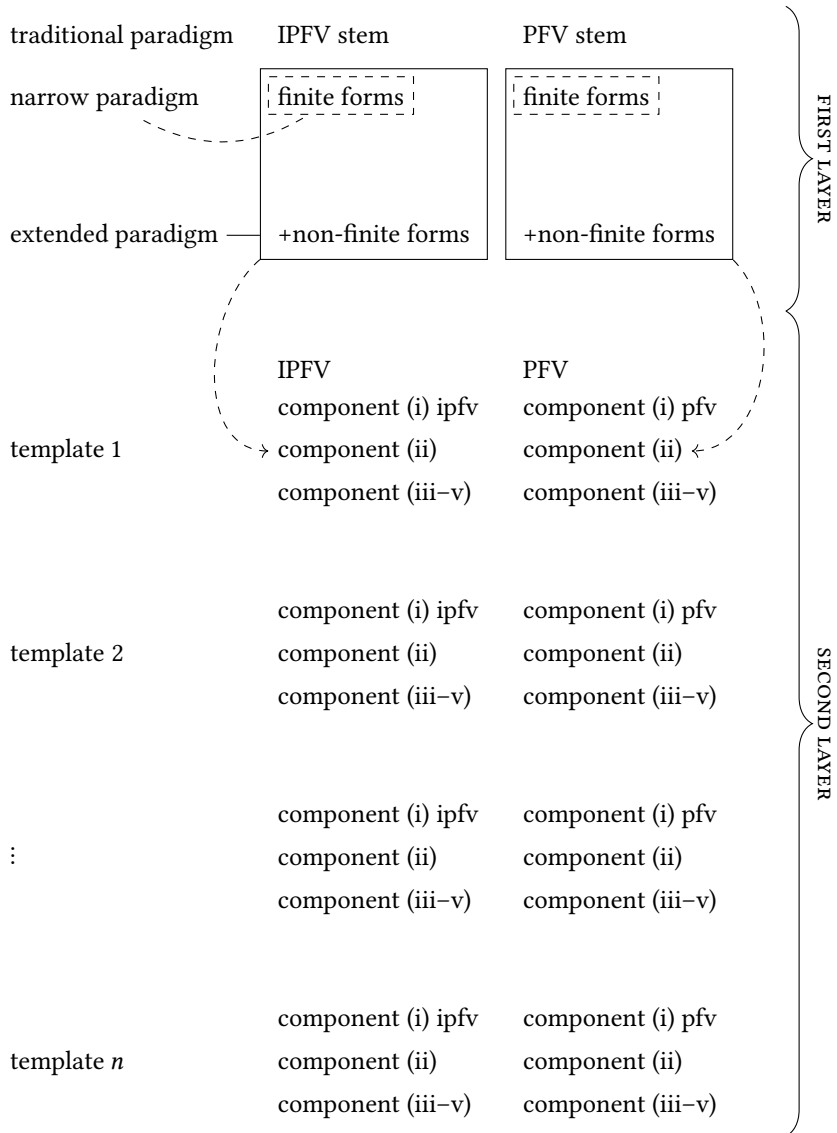 traditional paradigm IPFV stem PFV stem
narrow paradigm finite forms finite forms
extended paradigm +non-finite forms +non-finite forms
FIRST LAYER
IPFV PFV
component (i) ipfv component (i) pfv
template 1 component (ii) component (ii)
component (iii–v) component (iii–v)
component (i) ipfv component (i) pfv
template 2 component (ii) component (ii)
component (iii–v) component (iii–v)
component (i) ipfv component (i) pfv
⋮ component (ii) component (ii)
component (iii–v) component (iii–v)
component (i) ipfv component (i) pfv
template n component (ii) component (ii)
component (iii–v) component (iii–v)
SECOND LAYER